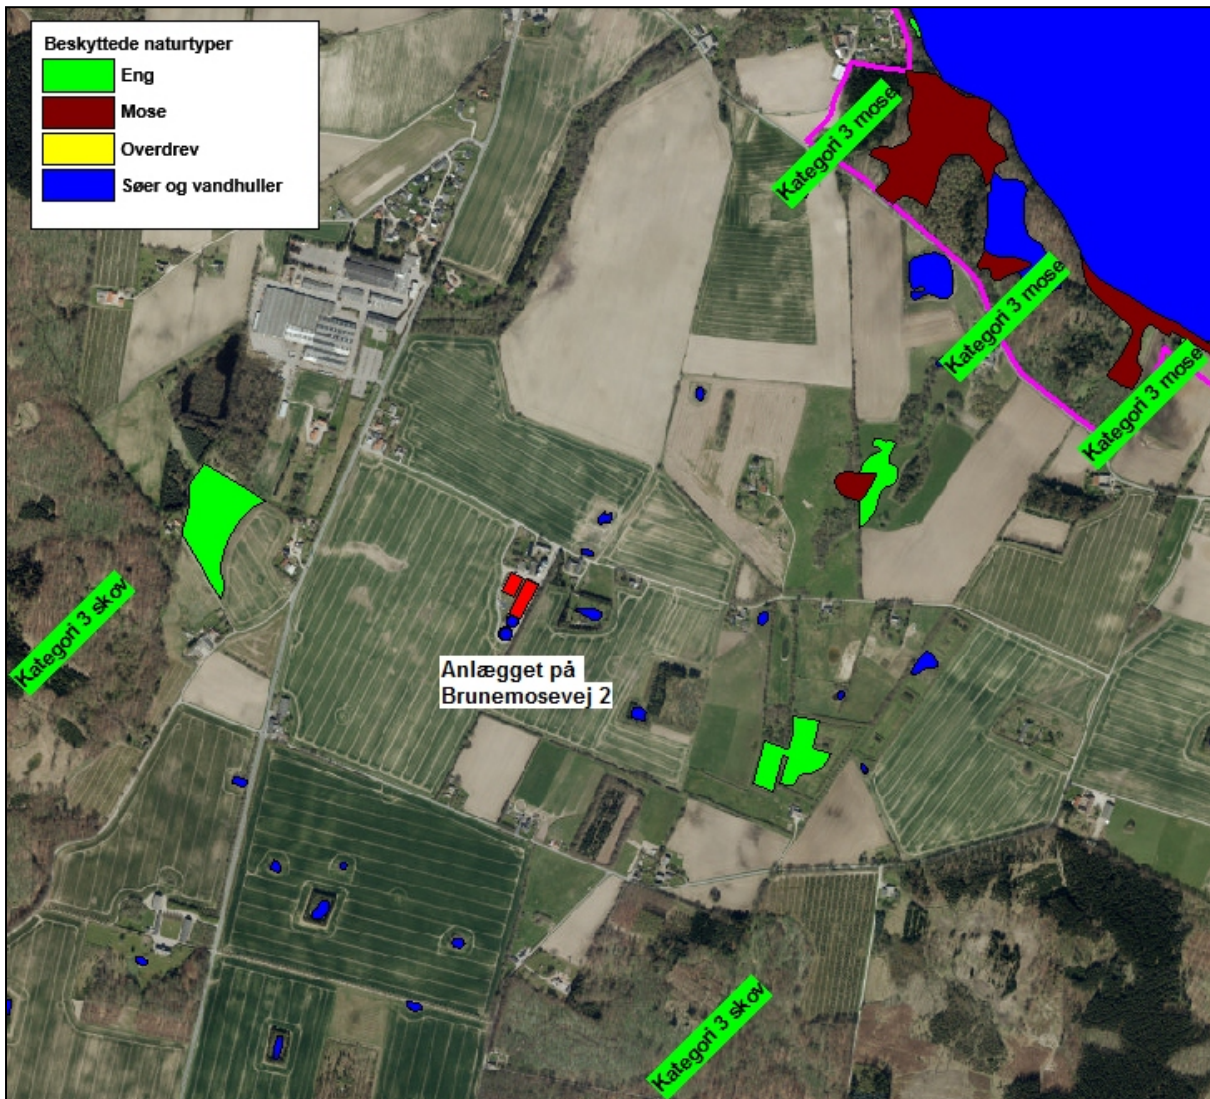 Beskyttede naturtyper
Eng
Mose
Overdrev
Søer og vandhuller
Kategori 3 mose
Kategori 3 mose
Kategori 3 mose
Kategori 3 skov
Anlægget på
Brunemosevej 2
Kategori 3 skov